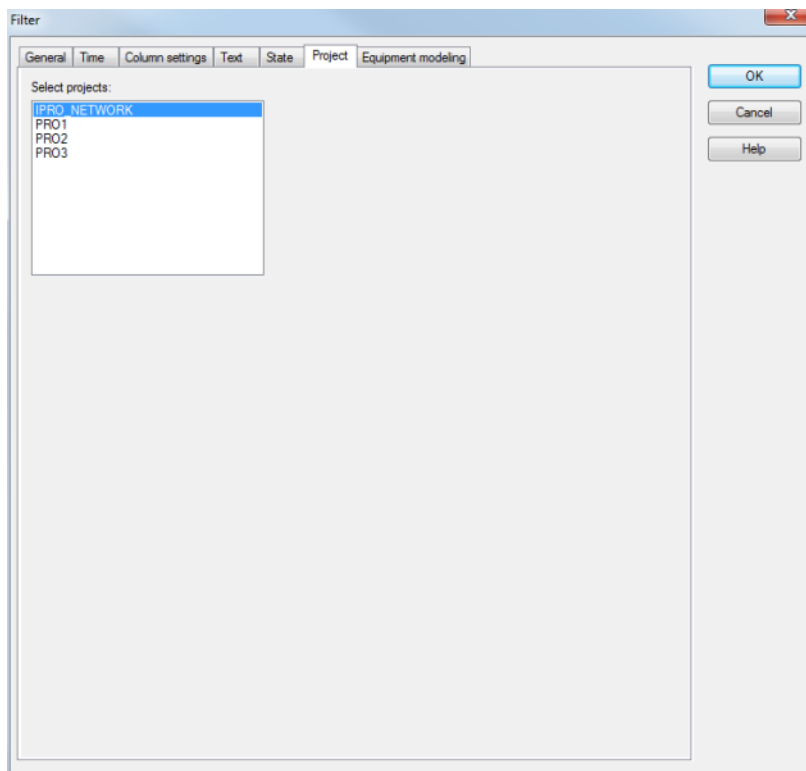 Filter
General Time Column settings Text State Project Equipment modeling
OK
Select projects:
Cancel
IPRO_NETWORK
PRO1
PRO2
PRO3
Help